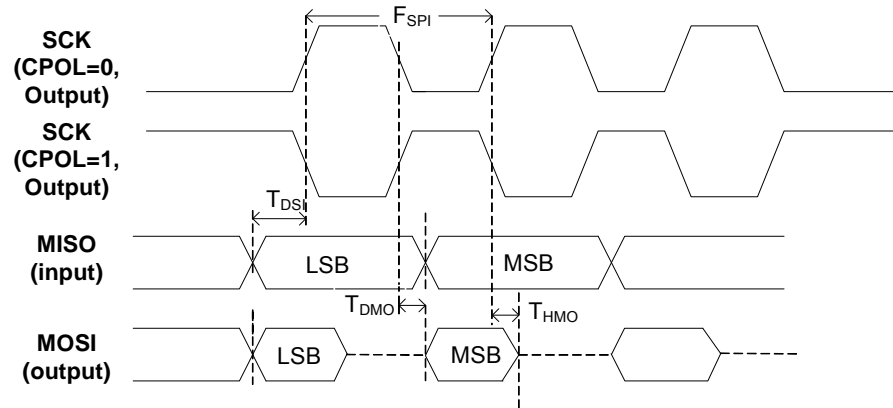 F_SPI
SCK
(CPOL=0,
Output)
SCK
(CPOL=1,
Output)
T_DSI
MISO
(input)
LSB
MSB
T_DMO
T_HMO
MOSI
(output)
LSB
MSB